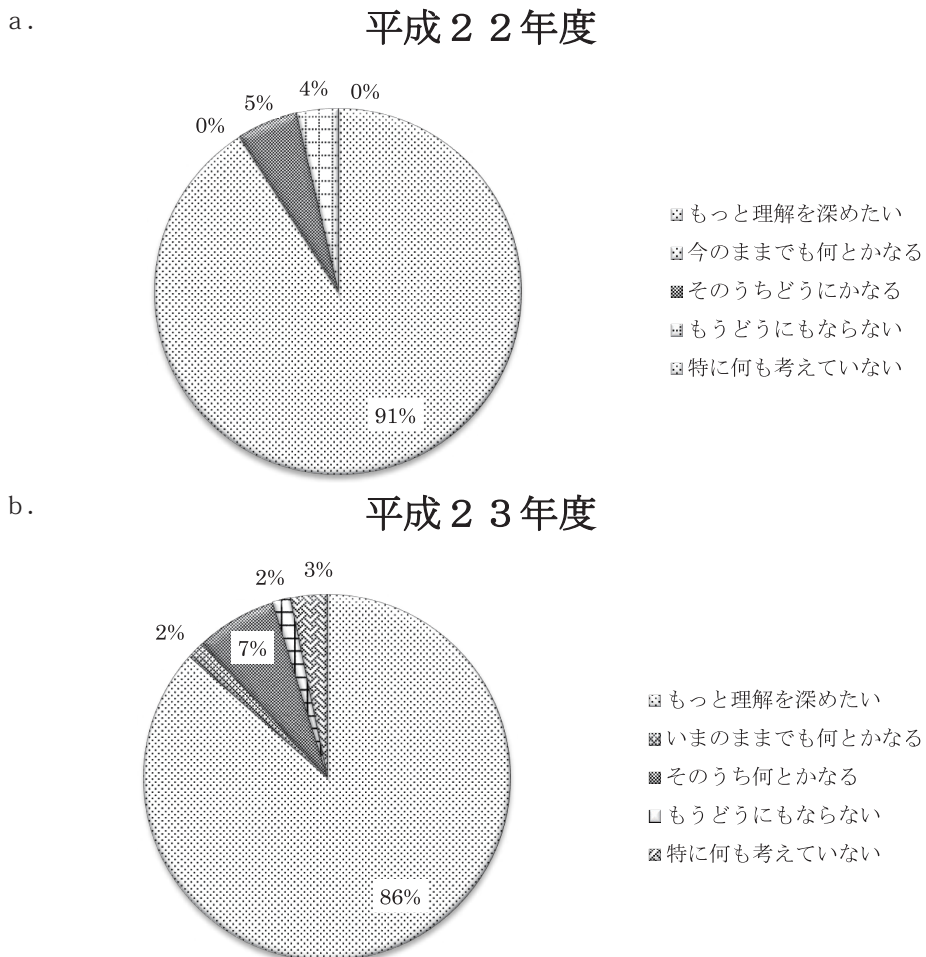 a.
平成２２年度
0%
5%
4%
0%
91%
もっと理解を深めたい
今のままでも何とかなる
そのうちどうにかなる
もうどうにもならない
特に何も考えていない
b.
平成２３年度
2%
7%
2%
3%
86%
もっと理解を深めたい
いまのままでも何とかなる
そのうち何とかなる
もうどうにもならない
特に何も考えていない